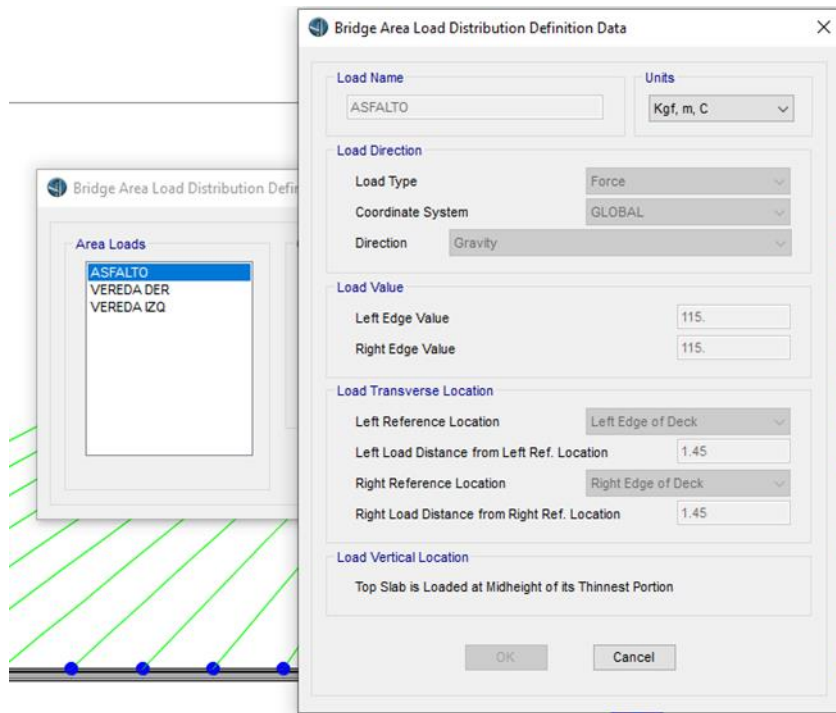 Bridge Area Load Distribution Definition Data
Load Name
ASFALTO
Units
Kgf, m, C
Load Direction
Load Type Force
Coordinate System GLOBAL
Direction Gravity
Load Value
Left Edge Value 115.
Right Edge Value 115.
Load Transverse Location
Left Reference Location Left Edge of Deck
Left Load Distance from Left Ref. Location 1.45
Right Reference Location Right Edge of Deck
Right Load Distance from Right Ref. Location 1.45
Load Vertical Location
Top Slab is Loaded at Midheight of its Thinnest Portion
OK Cancel
Bridge Area Load Distribution Defin
Area Loads
ASFALTO
VEREDA DER
VEREDA IZQ